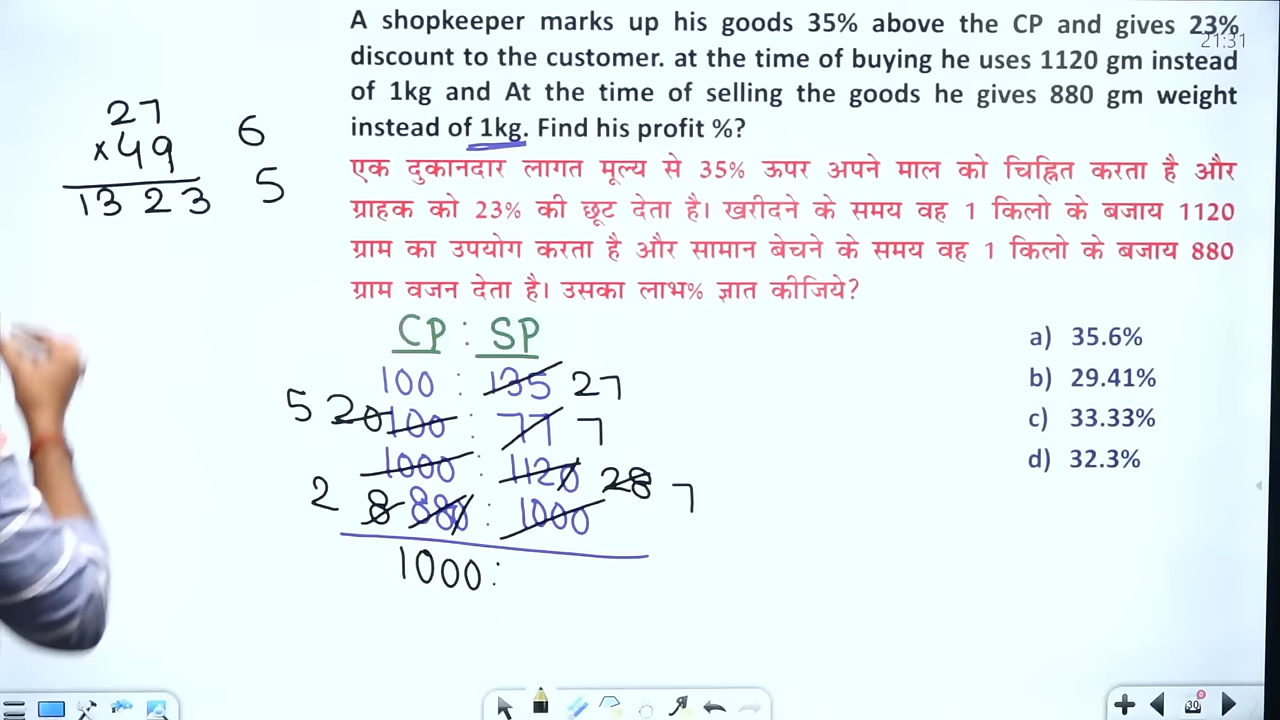 A shopkeeper marks up his goods 35% above the CP and gives 23%
21:31
discount to the customer. at the time of buying he uses 1120 gm instead
of 1kg and At the time of selling the goods he gives 880 gm weight
instead of 1kg. Find his profit %?
एक दुकानदार लागत मूल्य से 35% ऊपर अपने माल को चिह्नित करता है और
ग्राहक को 23% की छूट देता है। खरीदने के समय वह 1 किलो के बजाय 1120
ग्राम का उपयोग करता है और सामान बेचने के समय वह 1 किलो के बजाय 880
ग्राम वजन देता है। उसका लाभ% ज्ञात कीजिये?
27
×49 6
1323 5
CP : SP
100 : 135 27
5 20 100 : 77 7
1000 : 1120 28 7
2 8 880 : 1000
1000 :
a) 35.6%
b) 29.41%
c) 33.33%
d) 32.3%
30